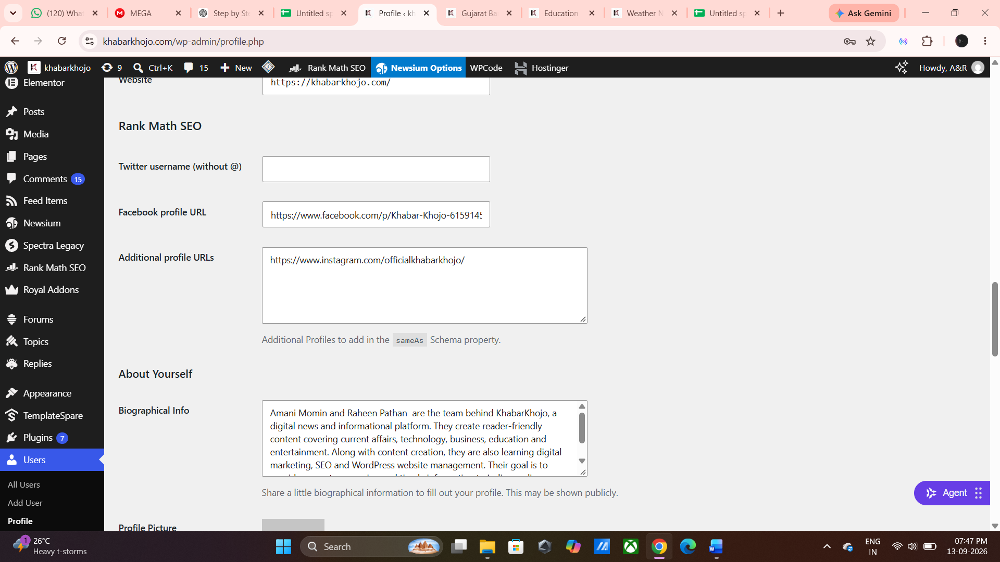 (120) What
MEGA
Step by Ste
Untitled sp
Profile ‹ kh
Gujarat Ba
Education
Weather N
Untitled sp
Ask Gemini
khabarkhojo.com/wp-admin/profile.php
khabarkhojo
9
Ctrl+K
15
New
Rank Math SEO
Newsium Options
WPCode
Hostinger
Howdy, A&R
Elementor
Posts
Media
Pages
Comments 15
Feed Items
Newsium
Spectra Legacy
Rank Math SEO
Royal Addons
Forums
Topics
Replies
Appearance
TemplateSpare
Plugins 7
Users
All Users
Add User
Profile
Website
https://khabarkhojo.com/
Rank Math SEO
Twitter username (without @)
Facebook profile URL
https://www.facebook.com/p/Khabar-Khojo-6159145
Additional profile URLs
https://www.instagram.com/officialkhabarkhojo/
Additional Profiles to add in the sameAs Schema property.
About Yourself
Biographical Info
Amani Momin and Raheen Pathan  are the team behind KhabarKhojo, a
digital news and informational platform. They create reader-friendly
content covering current affairs, technology, business, education and
entertainment. Along with content creation, they are also learning digital
marketing, SEO and WordPress website management. Their goal is to
Share a little biographical information to fill out your profile. This may be shown publicly.
Profile Picture
Agent
1
26°C
Heavy t-storms
Search
ENG
IN
07:47 PM
13-09-2026